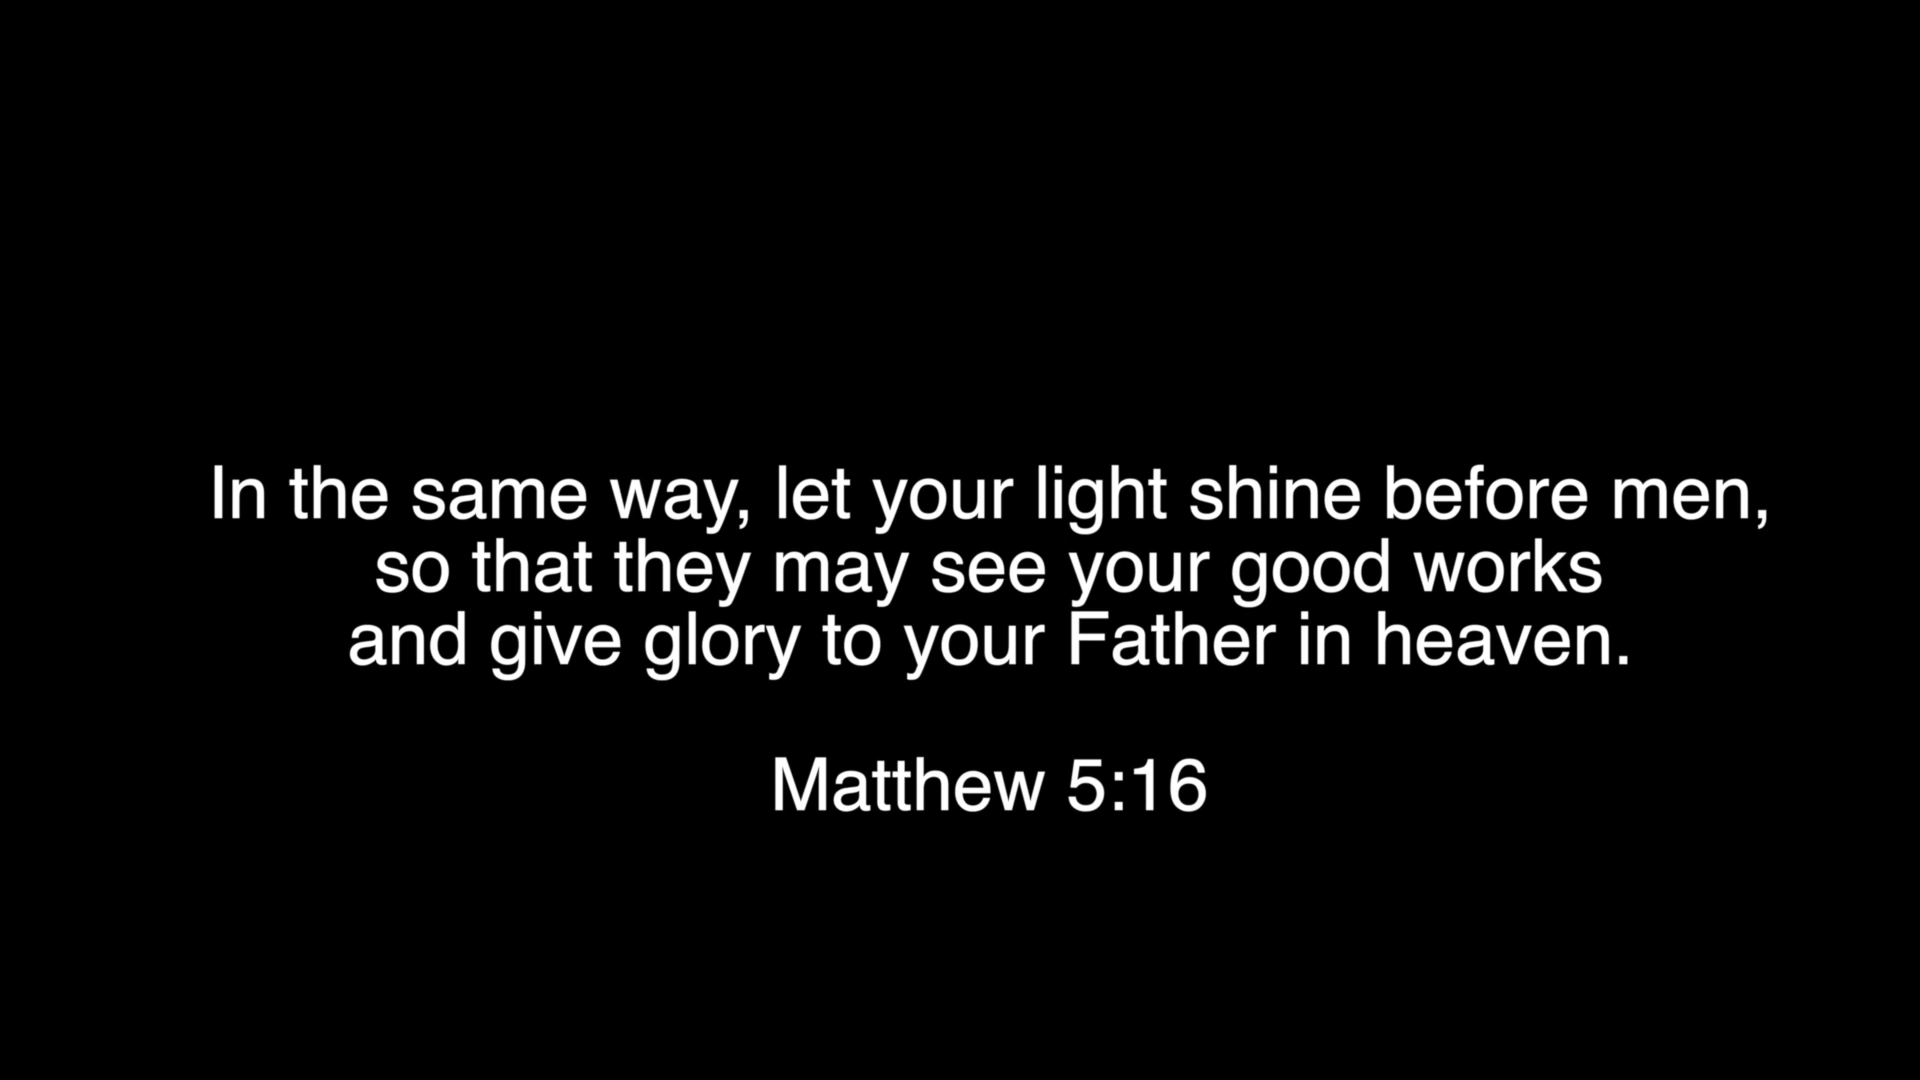 In the same way, let your light shine before men,
so that they may see your good works
and give glory to your Father in heaven.
Matthew 5:16